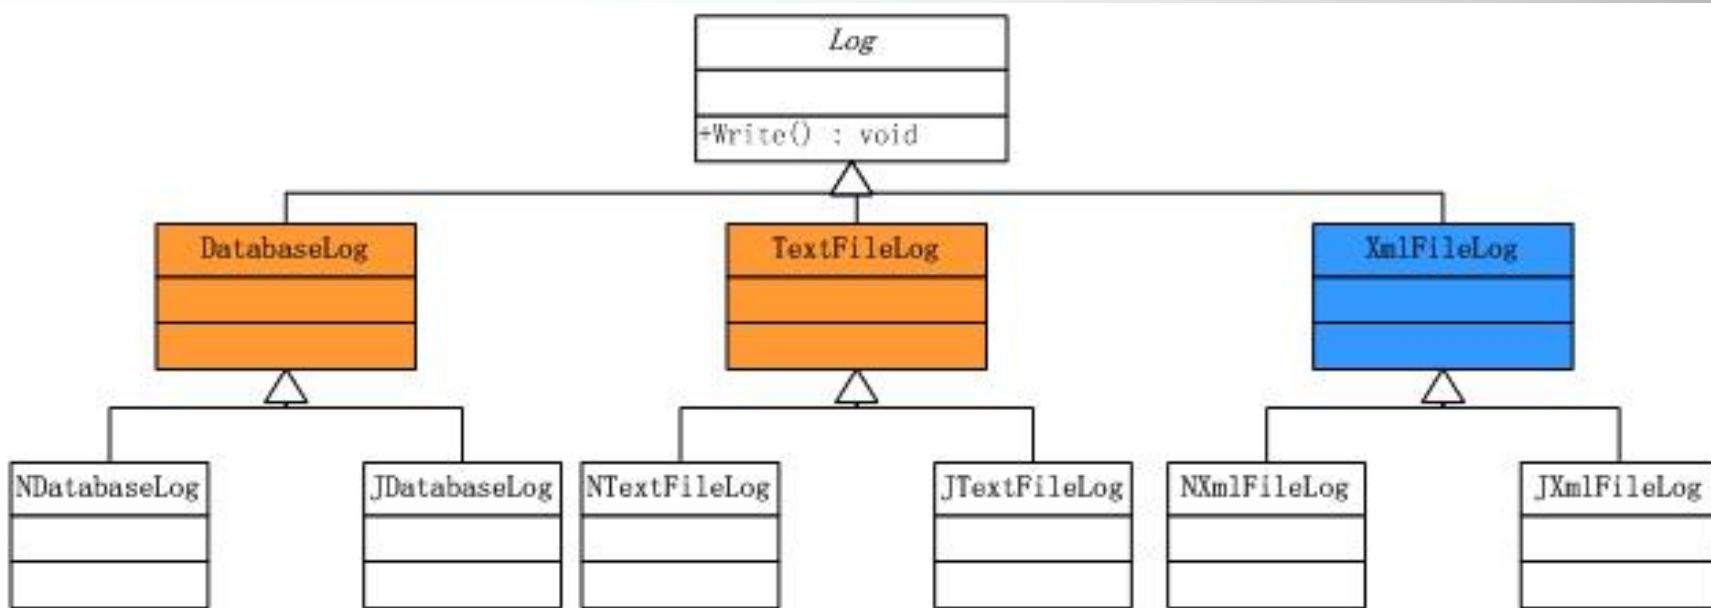 Log
+Write() : void
DatabaseLog
TextFileLog
XmlFileLog
NDatabaseLog
JDatabaseLog
NTextFileLog
JTextFileLog
NXmlFileLog
JXmlFileLog